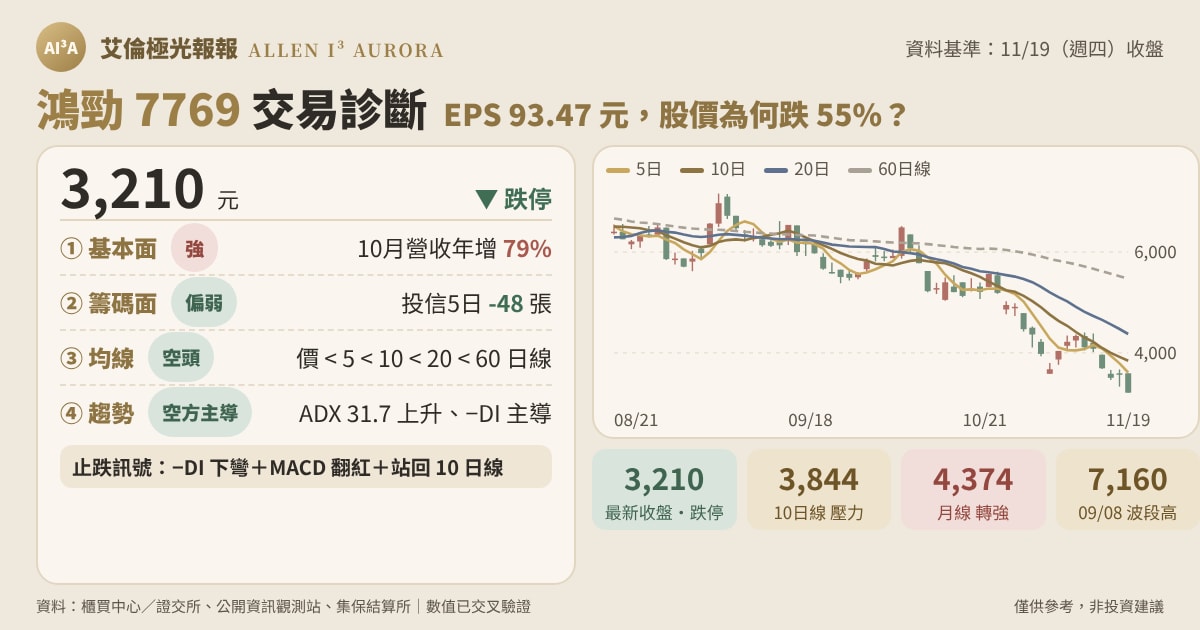 AI³A 艾倫極光報報 ALLEN I³ AURORA
資料基準：11/19（週四）收盤
鴻勁 7769 交易診斷 EPS 93.47 元，股價為何跌 55%？
3,210 元 ▼ 跌停
① 基本面 強 10月營收年增 79%
② 籌碼面 偏弱 投信5日 -48 張
③ 均線 空頭 價 < 5 < 10 < 20 < 60 日線
④ 趨勢 空方主導 ADX 31.7 上升、−DI 主導
止跌訊號：−DI 下彎＋MACD 翻紅＋站回 10 日線
5日 10日 20日 60日線
6,000
4,000
08/21 09/18 10/21 11/19
3,210 3,844 4,374 7,160
最新收盤・跌停 10日線 壓力 月線 轉強 09/08 波段高
資料：櫃買中心／證交所、公開資訊觀測站、集保結算所｜數值已交叉驗證
僅供參考，非投資建議